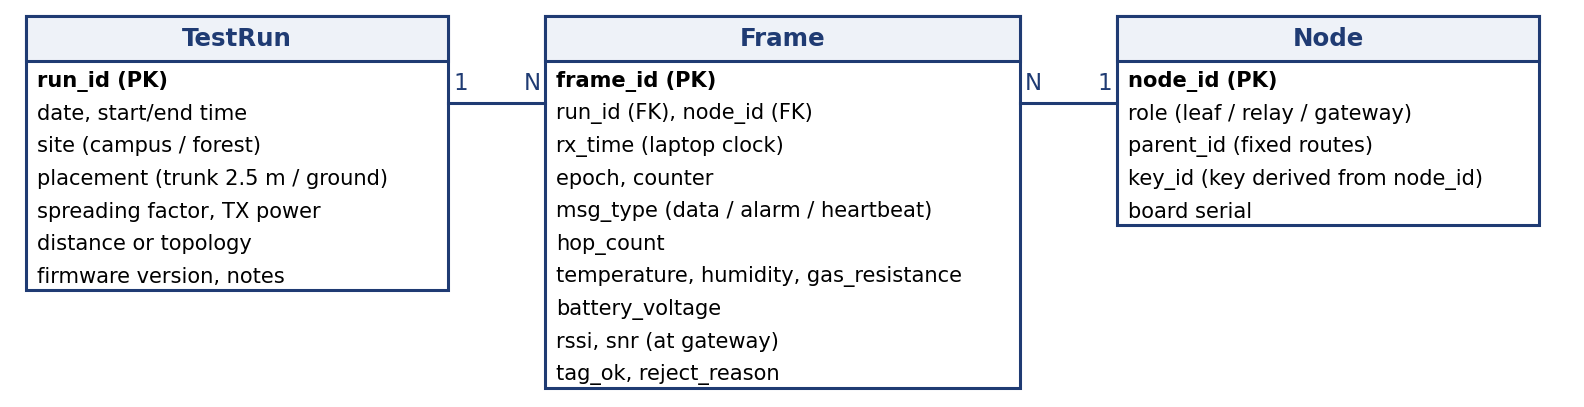 TestRun
run_id (PK)
date, start/end time
site (campus / forest)
placement (trunk 2.5 m / ground)
spreading factor, TX power
distance or topology
firmware version, notes
1
N
Frame
frame_id (PK)
run_id (FK), node_id (FK)
rx_time (laptop clock)
epoch, counter
msg_type (data / alarm / heartbeat)
hop_count
temperature, humidity, gas_resistance
battery_voltage
rssi, snr (at gateway)
tag_ok, reject_reason
N
1
Node
node_id (PK)
role (leaf / relay / gateway)
parent_id (fixed routes)
key_id (key derived from node_id)
board serial